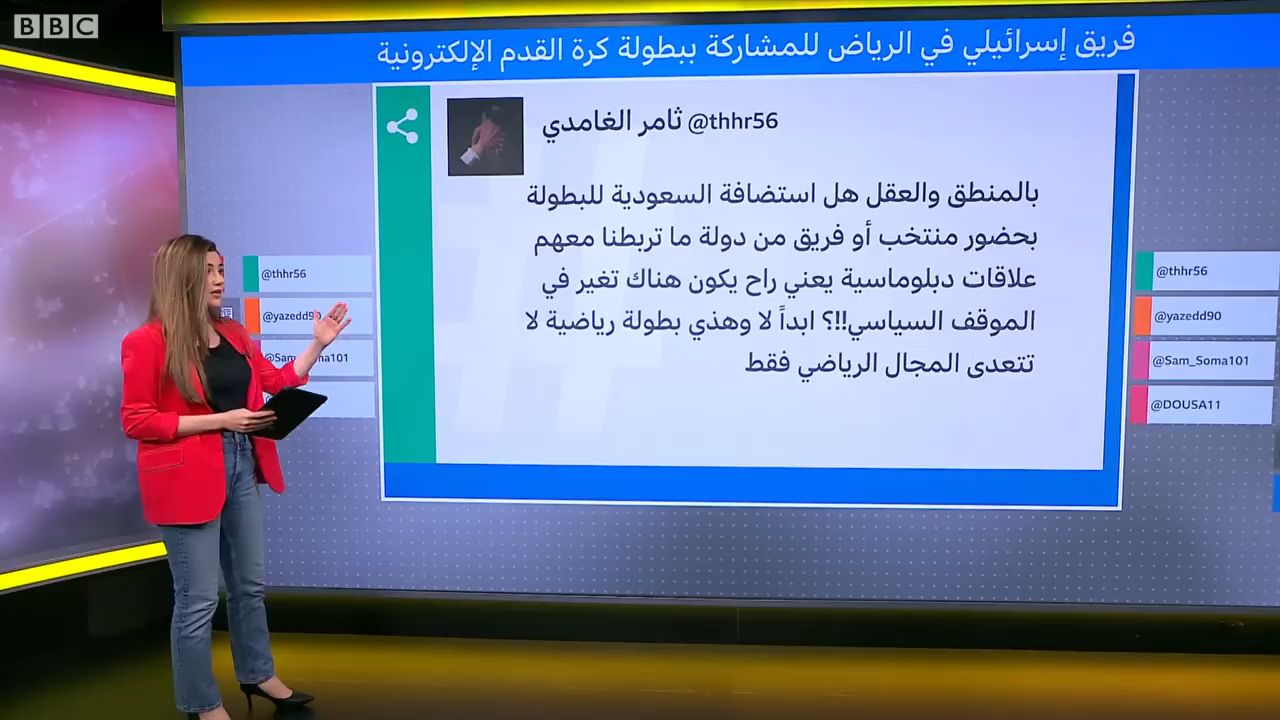 BBC
فريق إسرائيلي في الرياض للمشاركة ببطولة كرة القدم الإلكترونية
ثامر الغامدي @thhr56
بالمنطق والعقل هل استضافة السعودية للبطولة
بحضور منتخب أو فريق من دولة ما تربطنا معهم
علاقات دبلوماسية يعني راح يكون هناك تغير في
الموقف السياسي!!؟ ابداً لا وهذي بطولة رياضية لا
تتعدى المجال الرياضي فقط
@thhr56
@yazedd90
@Sam_Soma101
@thhr56
@yazedd90
@Sam_Soma101
@DOUSA11